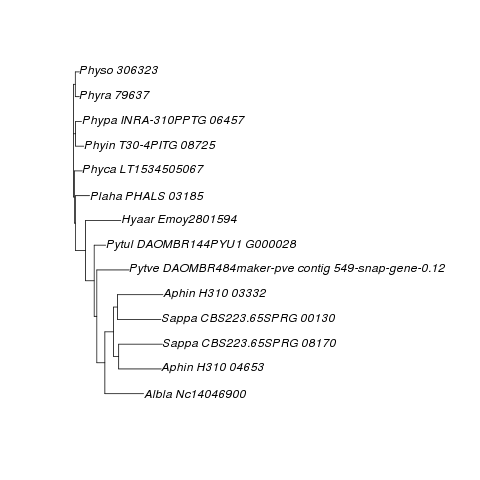 Physo 306323
Phyra 79637
Phypa INRA-310PPTG 06457
Phyin T30-4PITG 08725
Phyca LT1534505067
Plaha PHALS 03185
Hyaar Emoy2801594
Pytul DAOMBR144PYU1 G000028
Pytve DAOMBR484maker-pve contig 549-snap-gene-0.12
Aphin H310 03332
Sappa CBS223.65SPRG 00130
Sappa CBS223.65SPRG 08170
Aphin H310 04653
Albla Nc14046900